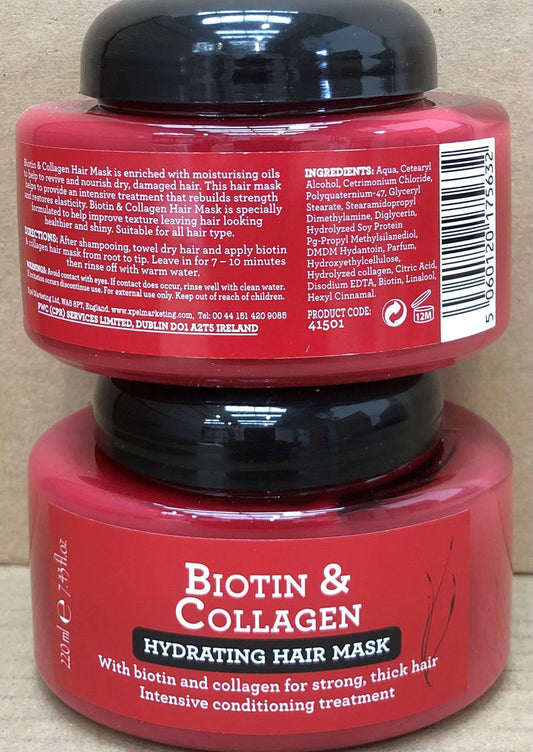 Biotin & Collagen Hair Mask is enriched with moisturising oils
to help to revive and nourish dry, damaged hair. This hair mask
helps to provide an intensive treatment that rebuilds strength
and restores elasticity. Biotin & Collagen Hair Mask is specially
formulated to help improve texture leaving hair looking
healthier and shiny. Suitable for all hair type.
DIRECTIONS: After shampooing, towel dry hair and apply biotin
& collagen hair mask from root to tip. Leave in for 7 – 10 minutes
then rinse off with warm water.
WARNINGS: Avoid contact with eyes. If contact does occur, rinse well with clean water.
If irritation occurs discontinue use. For external use only. Keep out of reach of children.
Xpel Marketing Ltd, WA8 8PT, England. www.xpelmarketing.com, Tel: 00 44 151 420 9085
PMC (CPR) SERVICES LIMITED, DUBLIN D01 A2T5 IRELAND
INGREDIENTS: Aqua, Cetearyl
Alcohol, Cetrimonium Chloride,
Polyquaternium-47, Glyceryl
Stearate, Stearamidopropyl
Dimethylamine, Diglycerin,
Hydrolyzed Soy Protein
Pg-Propyl Methylsilanediol,
DMDM Hydantoin, Parfum,
Hydroxyethylcellulose,
Hydrolyzed collagen, Citric Acid,
Disodium EDTA, Biotin, Linalool,
Hexyl Cinnamal.
PRODUCT CODE:
41501
12M
5 060120 175632
BIOTIN &
COLLAGEN
HYDRATING HAIR MASK
With biotin and collagen for strong, thick hair
Intensive conditioning treatment
220 ml e 7.43 fl.oz